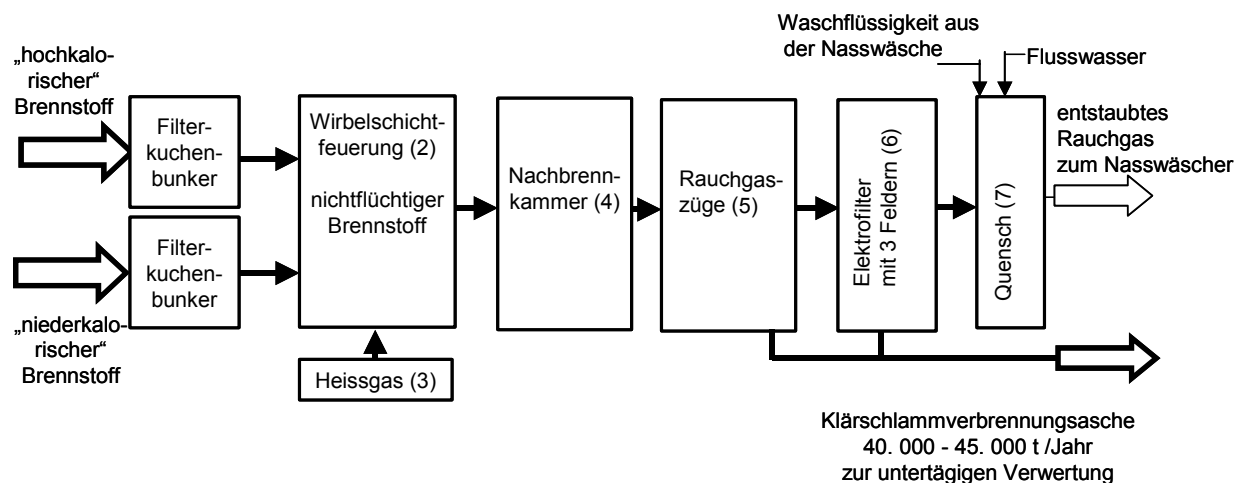 „hochkalo-
rischer“
Brennstoff
Filter-
kuchen-
bunker
„niederkalo-
rischer“
Brennstoff
Filter-
kuchen-
bunker
Wirbelschicht-
feuerung (2)
nichtflüchtiger
Brennstoff
Heissgas (3)
Nachbrenn-
kammer (4)
Rauchgas-
züge (5)
Elektrofilter
mit 3 Feldern (6)
Waschflüssigkeit aus
der Nasswäsche
Flusswasser
Quensch (7)
entstaubtes
Rauchgas
zum Nasswäscher
Klärschlammverbrennungsasche
40. 000 - 45. 000 t /Jahr
zur untertägigen Verwertung